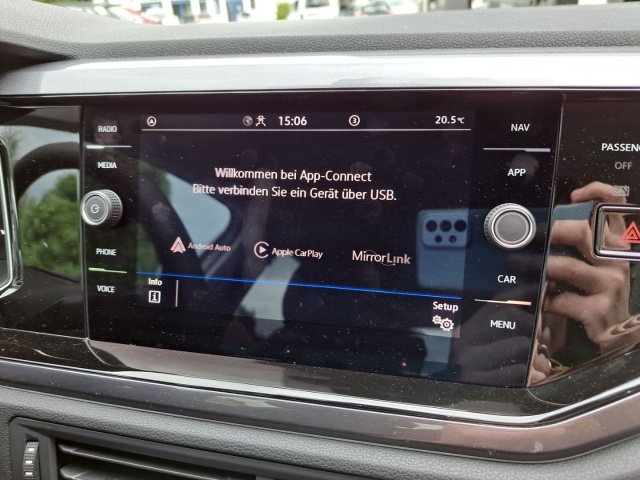 RADIO
MEDIA
PHONE
VOICE
15:06
3
20.5°C
Willkommen bei App-Connect
Bitte verbinden Sie ein Gerät über USB.
Android Auto
Apple CarPlay
MirrorLink
Info
Setup
NAV
APP
CAR
MENU
PASSENG
OFF